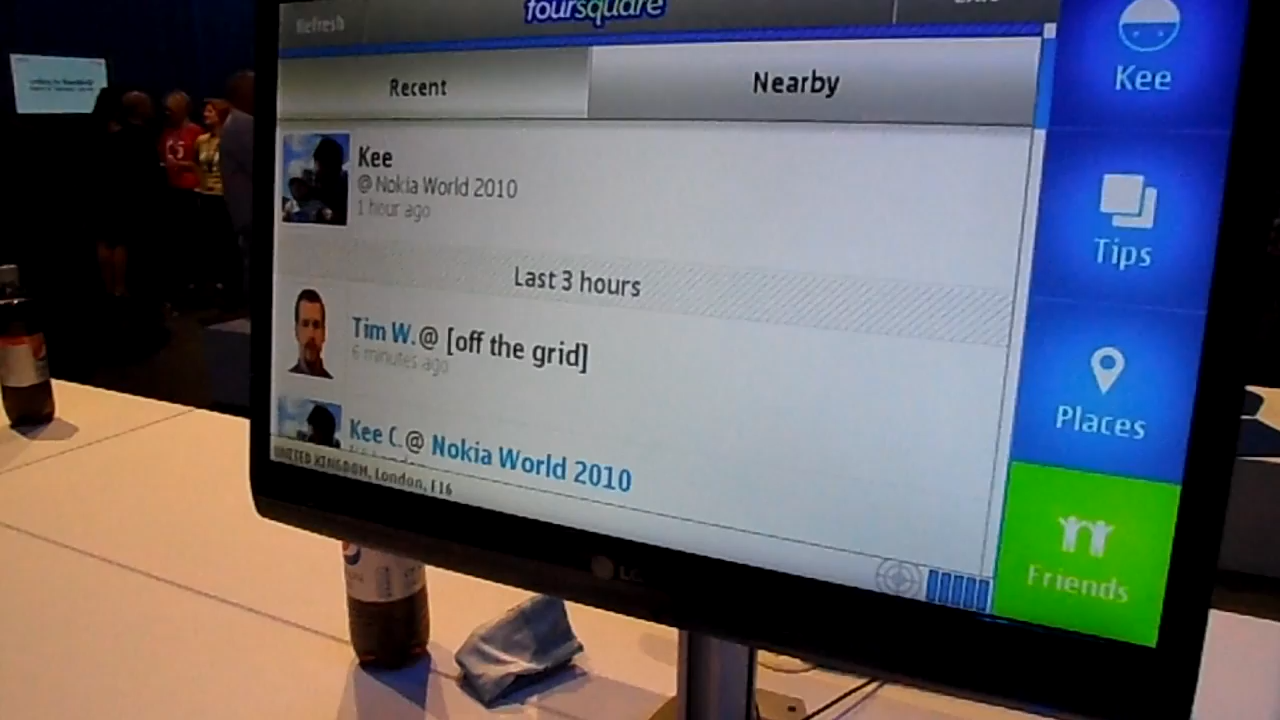 Refresh
foursquare
Recent
Nearby
Kee
@ Nokia World 2010
1 hour ago
Last 3 hours
Tim W. @ [off the grid]
6 minutes ago
Kee C. @ Nokia World 2010
UNITED KINGDOM, London, E16
Kee
Tips
Places
Friends
LG